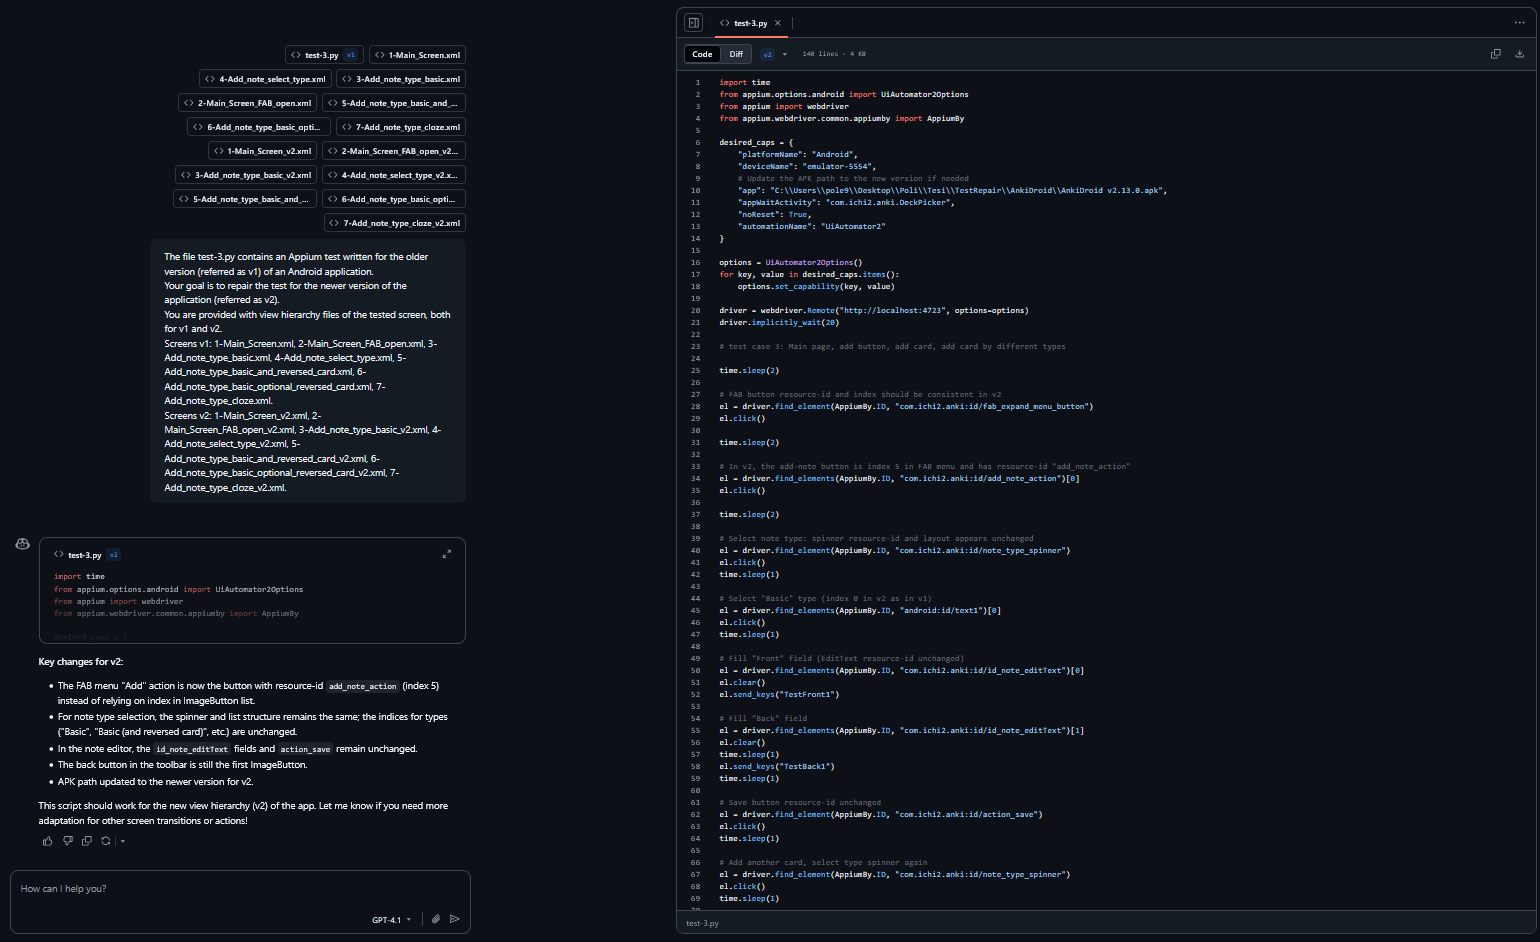 test-3.py v1
1-Main_Screen.xml
4-Add_note_select_type.xml
3-Add_note_type_basic.xml
2-Main_Screen_FAB_open.xml
5-Add_note_type_basic_and_...
6-Add_note_type_basic_opti...
7-Add_note_type_cloze.xml
1-Main_Screen_v2.xml
2-Main_Screen_FAB_open_v2...
3-Add_note_type_basic_v2.xml
4-Add_note_select_type_v2.x...
5-Add_note_type_basic_and_...
6-Add_note_type_basic_opti...
7-Add_note_type_cloze_v2.xml
The file test-3.py contains an Appium test written for the older
version (referred as v1) of an Android application.
Your goal is to repair the test for the newer version of the
application (referred as v2).
You are provided with view hierarchy files of the tested screen, both
for v1 and v2.
Screens v1: 1-Main_Screen.xml, 2-Main_Screen_FAB_open.xml, 3-
Add_note_type_basic.xml, 4-Add_note_select_type.xml, 5-
Add_note_type_basic_and_reversed_card.xml, 6-
Add_note_type_basic_optional_reversed_card.xml, 7-
Add_note_type_cloze.xml.
Screens v2: 1-Main_Screen_v2.xml, 2-
Main_Screen_FAB_open_v2.xml, 3-Add_note_type_basic_v2.xml, 4-
Add_note_select_type_v2.xml, 5-
Add_note_type_basic_and_reversed_card_v2.xml, 6-
Add_note_type_basic_optional_reversed_card_v2.xml, 7-
Add_note_type_cloze_v2.xml.
test-3.py v2
import time
from appium.options.android import UiAutomator2Options
from appium import webdriver
from appium.webdriver.common.appiumby import AppiumBy
desired_caps = {
Key changes for v2:
• The FAB menu "Add" action is now the button with resource-id add_note_action (index 5)
instead of relying on index in ImageButton list.
• For note type selection, the spinner and list structure remains the same; the indices for types
("Basic", "Basic (and reversed card)", etc.) are unchanged.
• In the note editor, the id_note_editText fields and action_save remain unchanged.
• The back button in the toolbar is still the first ImageButton.
• APK path updated to the newer version for v2.
This script should work for the new view hierarchy (v2) of the app. Let me know if you need more
adaptation for other screen transitions or actions!
How can I help you?
GPT-4.1
test-3.py
Code Diff v2 140 lines · 4 KB
1 import time
2 from appium.options.android import UiAutomator2Options
3 from appium import webdriver
4 from appium.webdriver.common.appiumby import AppiumBy
5
6 desired_caps = {
7 "platformName": "Android",
8 "deviceName": "emulator-5554",
9 # Update the APK path to the new version if needed
10 "app": "C:\\Users\\pole9\\Desktop\\Poli\\Tesi\\TestRepair\\AnkiDroid\\AnkiDroid v2.13.0.apk",
11 "appWaitActivity": "com.ichi2.anki.DeckPicker",
12 "noReset": True,
13 "automationName": "UiAutomator2"
14 }
15
16 options = UiAutomator2Options()
17 for key, value in desired_caps.items():
18 options.set_capability(key, value)
19
20 driver = webdriver.Remote("http://localhost:4723", options=options)
21 driver.implicitly_wait(20)
22
23 # test case 3: Main page, add button, add card, add card by different types
24
25 time.sleep(2)
26
27 # FAB button resource-id and index should be consistent in v2
28 el = driver.find_element(AppiumBy.ID, "com.ichi2.anki:id/fab_expand_menu_button")
29 el.click()
30
31 time.sleep(2)
32
33 # In v2, the add-note button is index 5 in FAB menu and has resource-id "add_note_action"
34 el = driver.find_elements(AppiumBy.ID, "com.ichi2.anki:id/add_note_action")[0]
35 el.click()
36
37 time.sleep(2)
38
39 # Select note type: spinner resource-id and layout appears unchanged
40 el = driver.find_element(AppiumBy.ID, "com.ichi2.anki:id/note_type_spinner")
41 el.click()
42 time.sleep(1)
43
44 # Select "Basic" type (index 0 in v2 as in v1)
45 el = driver.find_elements(AppiumBy.ID, "android:id/text1")[0]
46 el.click()
47 time.sleep(1)
48
49 # Fill "Front" field (EditText resource-id unchanged)
50 el = driver.find_elements(AppiumBy.ID, "com.ichi2.anki:id/id_note_editText")[0]
51 el.clear()
52 el.send_keys("TestFront1")
53
54 # Fill "Back" field
55 el = driver.find_elements(AppiumBy.ID, "com.ichi2.anki:id/id_note_editText")[1]
56 el.clear()
57 time.sleep(1)
58 el.send_keys("TestBack1")
59 time.sleep(1)
60
61 # Save button resource-id unchanged
62 el = driver.find_element(AppiumBy.ID, "com.ichi2.anki:id/action_save")
63 el.click()
64 time.sleep(1)
65
66 # Add another card, select type spinner again
67 el = driver.find_element(AppiumBy.ID, "com.ichi2.anki:id/note_type_spinner")
68 el.click()
69 time.sleep(1)
test-3.py